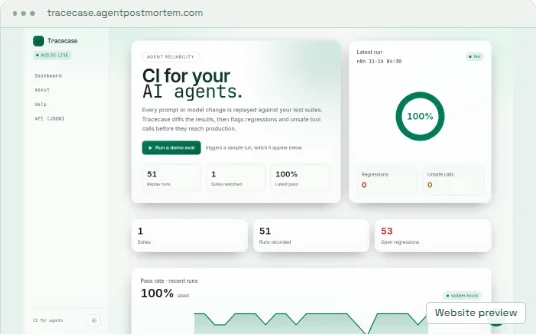 tracecase.agentpostmortem.com
Tracecase
Dashboard
About
Help
API (JSON)
CI for agents
AGENT RELIABILITY
CI for your
AI agents.
Every prompt or model change is replayed against your test suites.
Tracecase diffs the results, then flags regressions and unsafe tool
calls before they reach production.
Run a demo eval
triggers a sample run, watch it appear below
51
Replay runs
1
Suites watched
100%
Latest pass
Latest run
100%
Regressions
0
Unsafe calls
0
1
Suites
51
Runs recorded
53
Open regressions
Pass rate · recent runs
100%
latest
updates hourly
Website preview